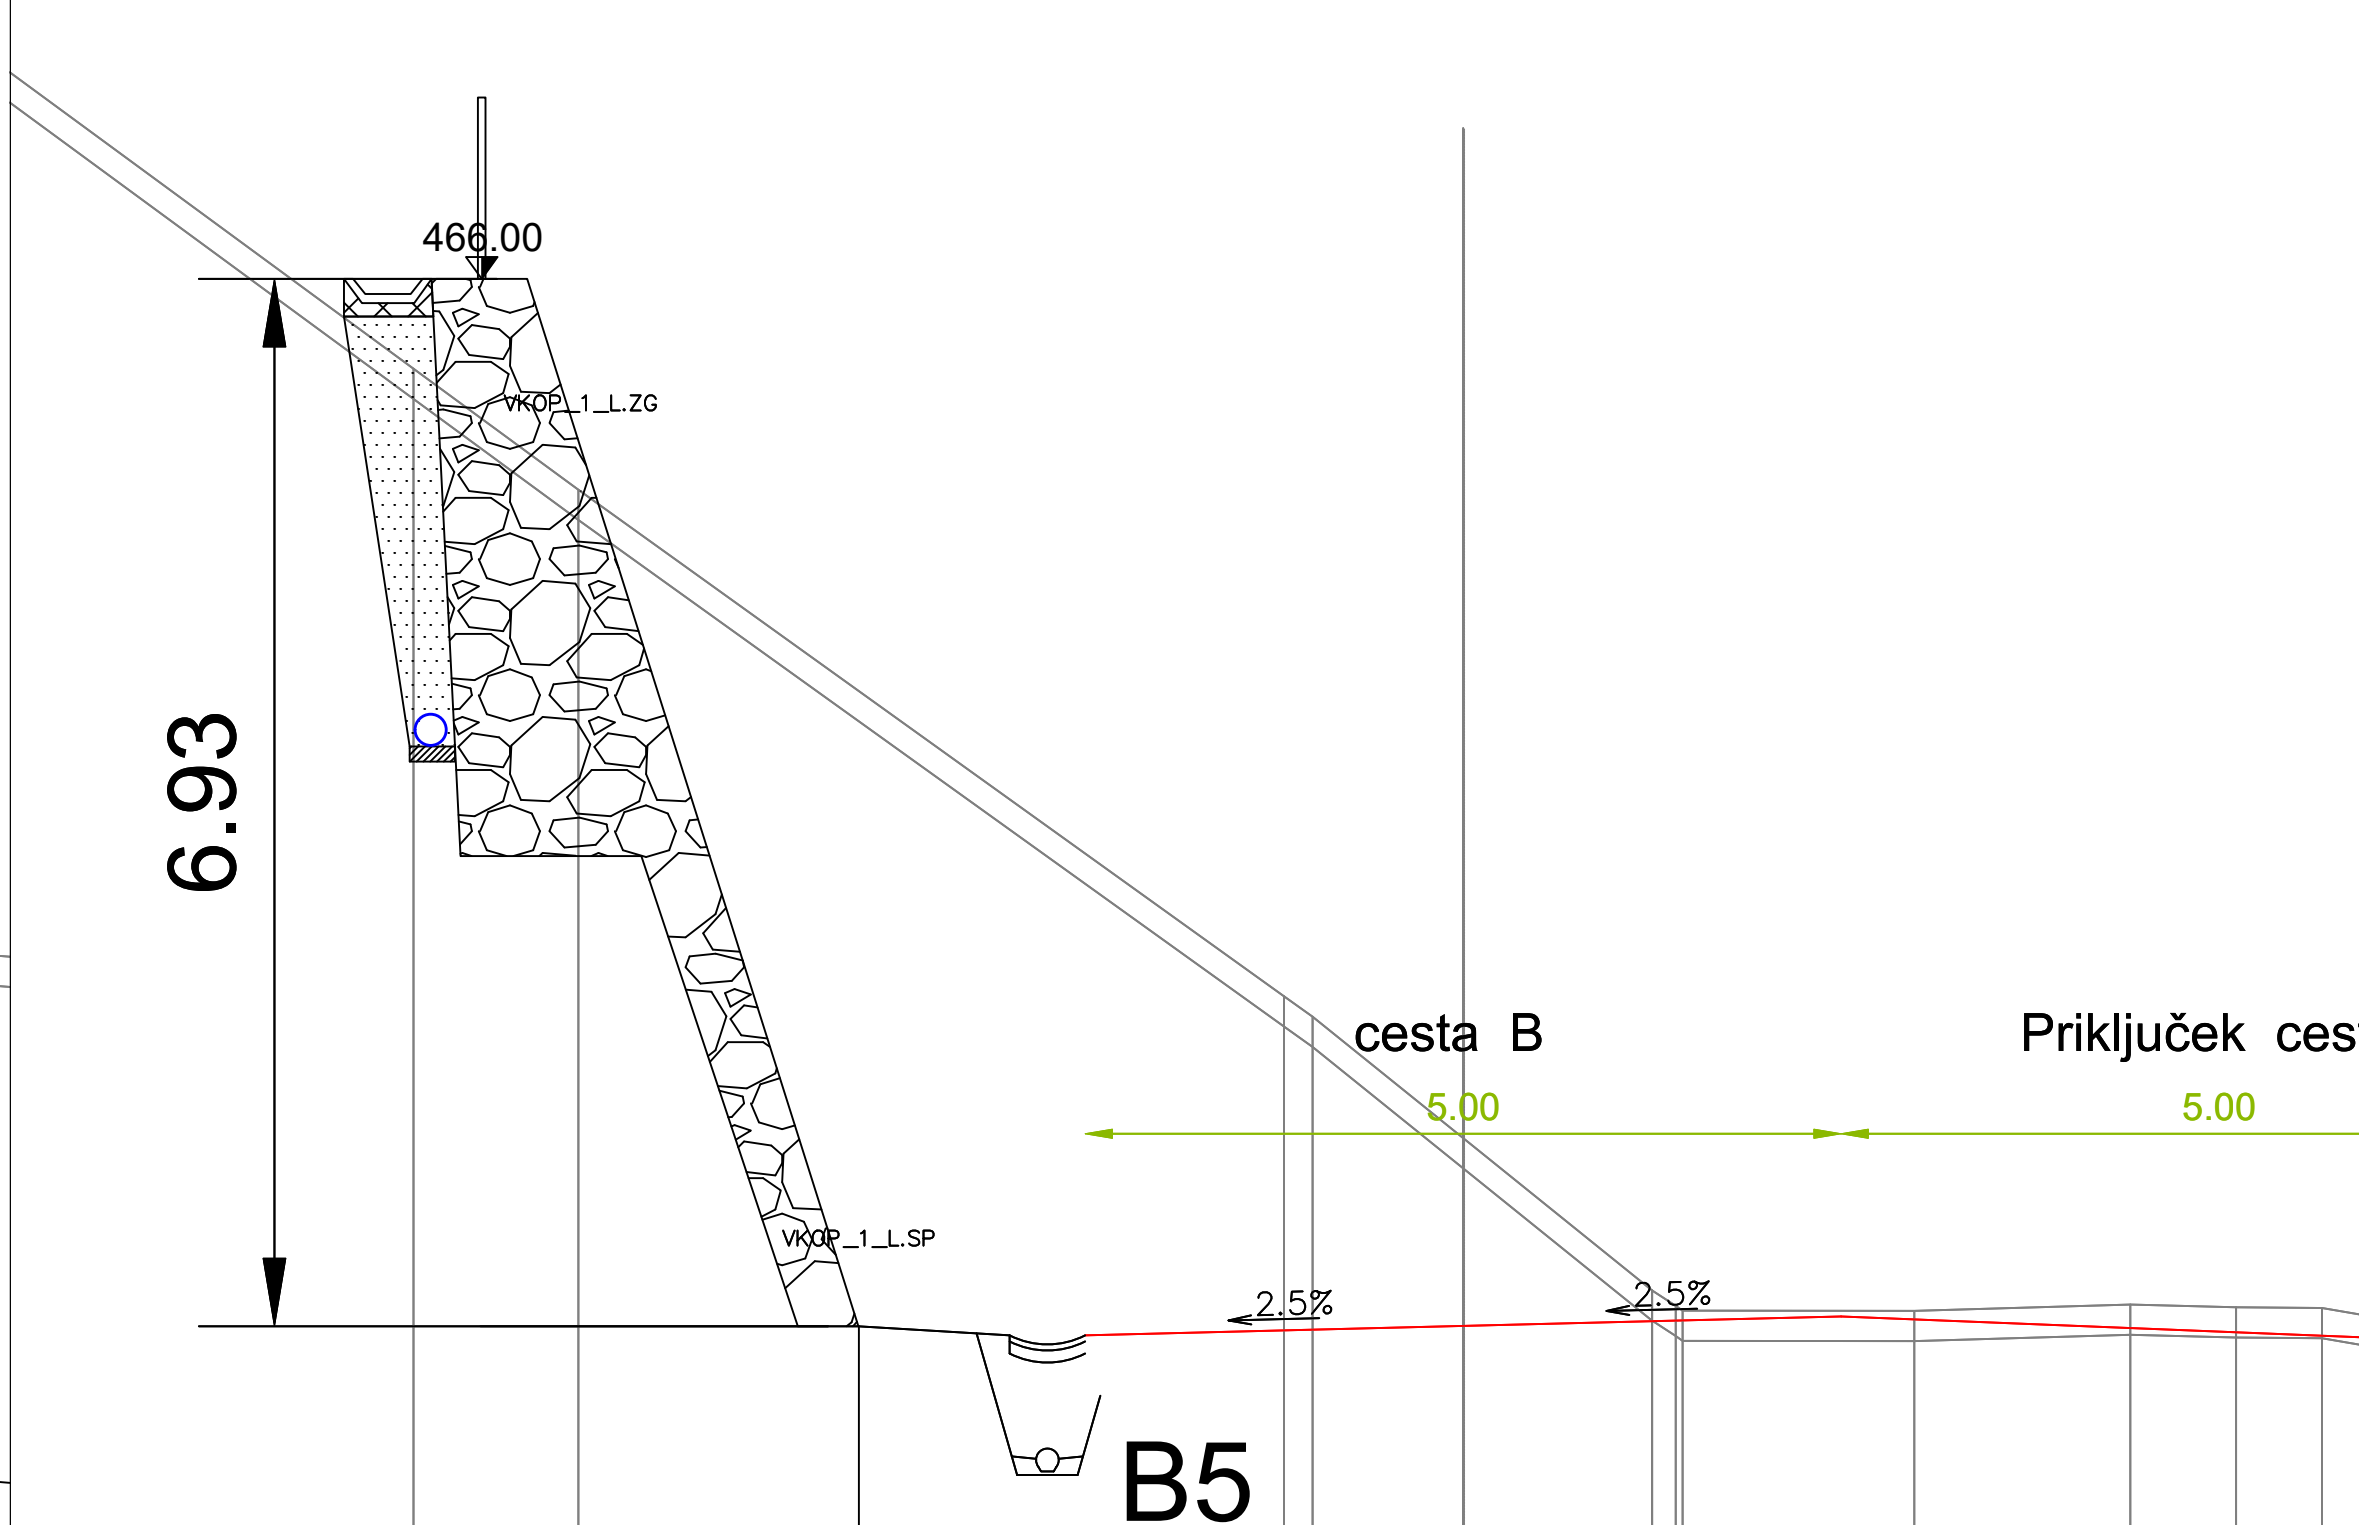 466.00
VKOP_1_L.ZG
6.93
cesta B
Priključek
5.00
5.00
VKOP_1_L.SP
2.5%
2.5%
B5